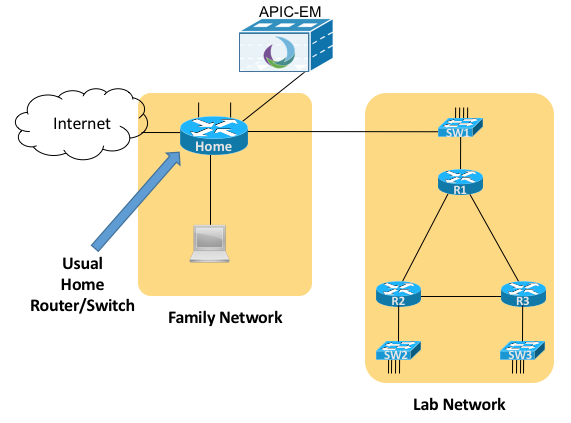 APIC-EM
Internet
Home
SW1
R1
Usual
Home
Router/Switch
Family Network
R2
R3
SW2
SW3
Lab Network